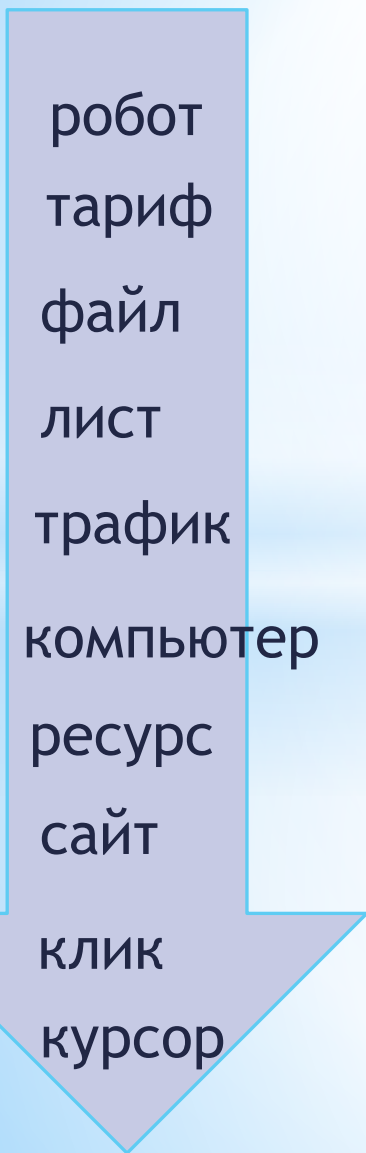 робот
тариф
файл
лист
трафик
компьютер
ресурс
сайт
клик
курсор